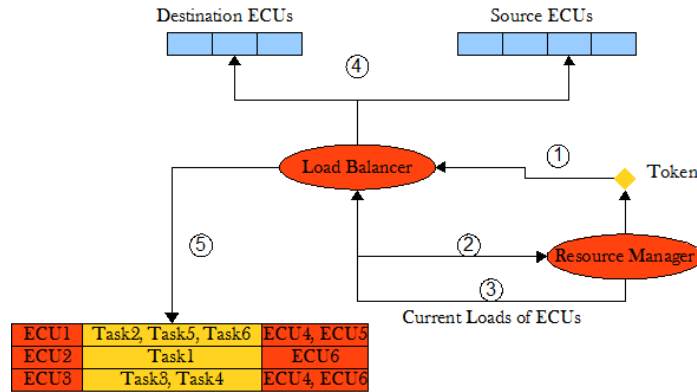 Destination ECUs
Source ECUs
4
1
Load Balancer
Token
5
2
Resource Manager
3
Current Loads of ECUs
ECU1 Task2, Task5, Task6 ECU4, ECU5
ECU2 Task1 ECU6
ECU3 Task3, Task4 ECU4, ECU6